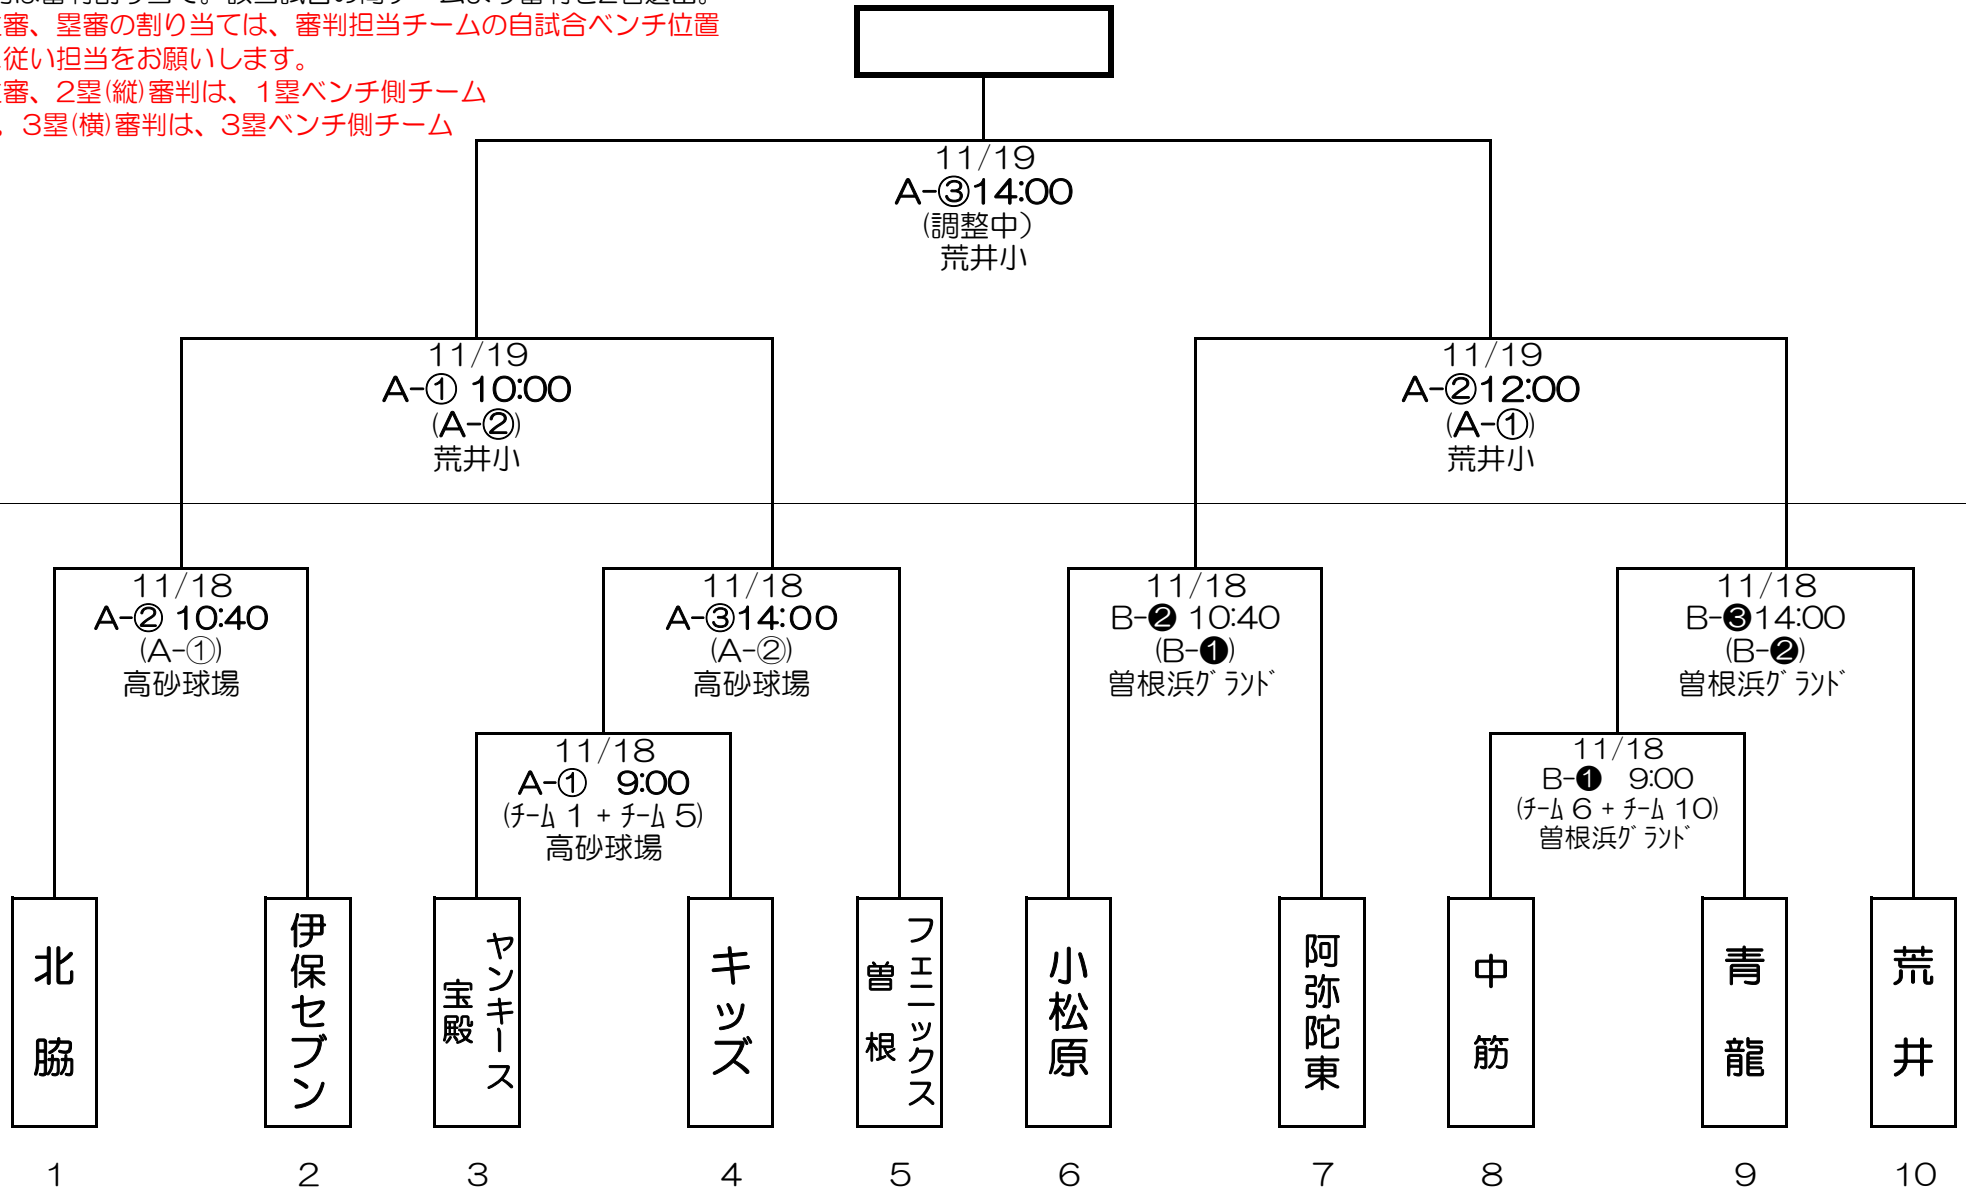 審、塁審の割り当ては、審判担当チームの自試合ベンチ位置
従い担当をお願いします。
審、2塁(縦)審判は、1塁ベンチ側チーム
、3塁(横)審判は、3塁ベンチ側チーム
11/19
A-③14:00
(調整中)
荒井小
11/19
A-① 10:00
(A-②)
荒井小
11/19
A-②12:00
(A-①)
荒井小
11/18
A-② 10:40
(A-①)
高砂球場
11/18
A-③14:00
(A-②)
高砂球場
11/18
B-❷ 10:40
(B-❶)
曽根浜ｸﾞﾗﾝﾄﾞ
11/18
B-❸14:00
(B-❷)
曽根浜ｸﾞﾗﾝﾄﾞ
11/18
A-① 9:00
(ﾁｰﾑ 1 + ﾁｰﾑ 5)
高砂球場
11/18
B-❶ 9:00
(ﾁｰﾑ 6 + ﾁｰﾑ 10)
曽根浜ｸﾞﾗﾝﾄﾞ
北脇
伊保セブン
ヤンキース
宝殿
キッズ
フェニックス
曽根
小松原
阿弥陀東
中筋
青龍
荒井
1
2
3
4
5
6
7
8
9
10